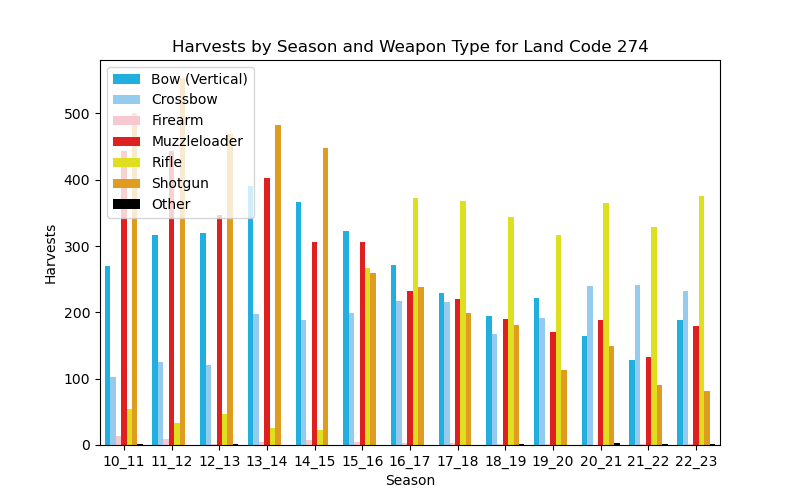 Harvests by Season and Weapon Type for Land Code 274
Bow (Vertical)
Crossbow
Firearm
Muzzleloader
Rifle
Shotgun
Other
500
400
300
200
100
0
Harvests
10_11 11_12 12_13 13_14 14_15 15_16 16_17 17_18 18_19 19_20 20_21 21_22 22_23
Season